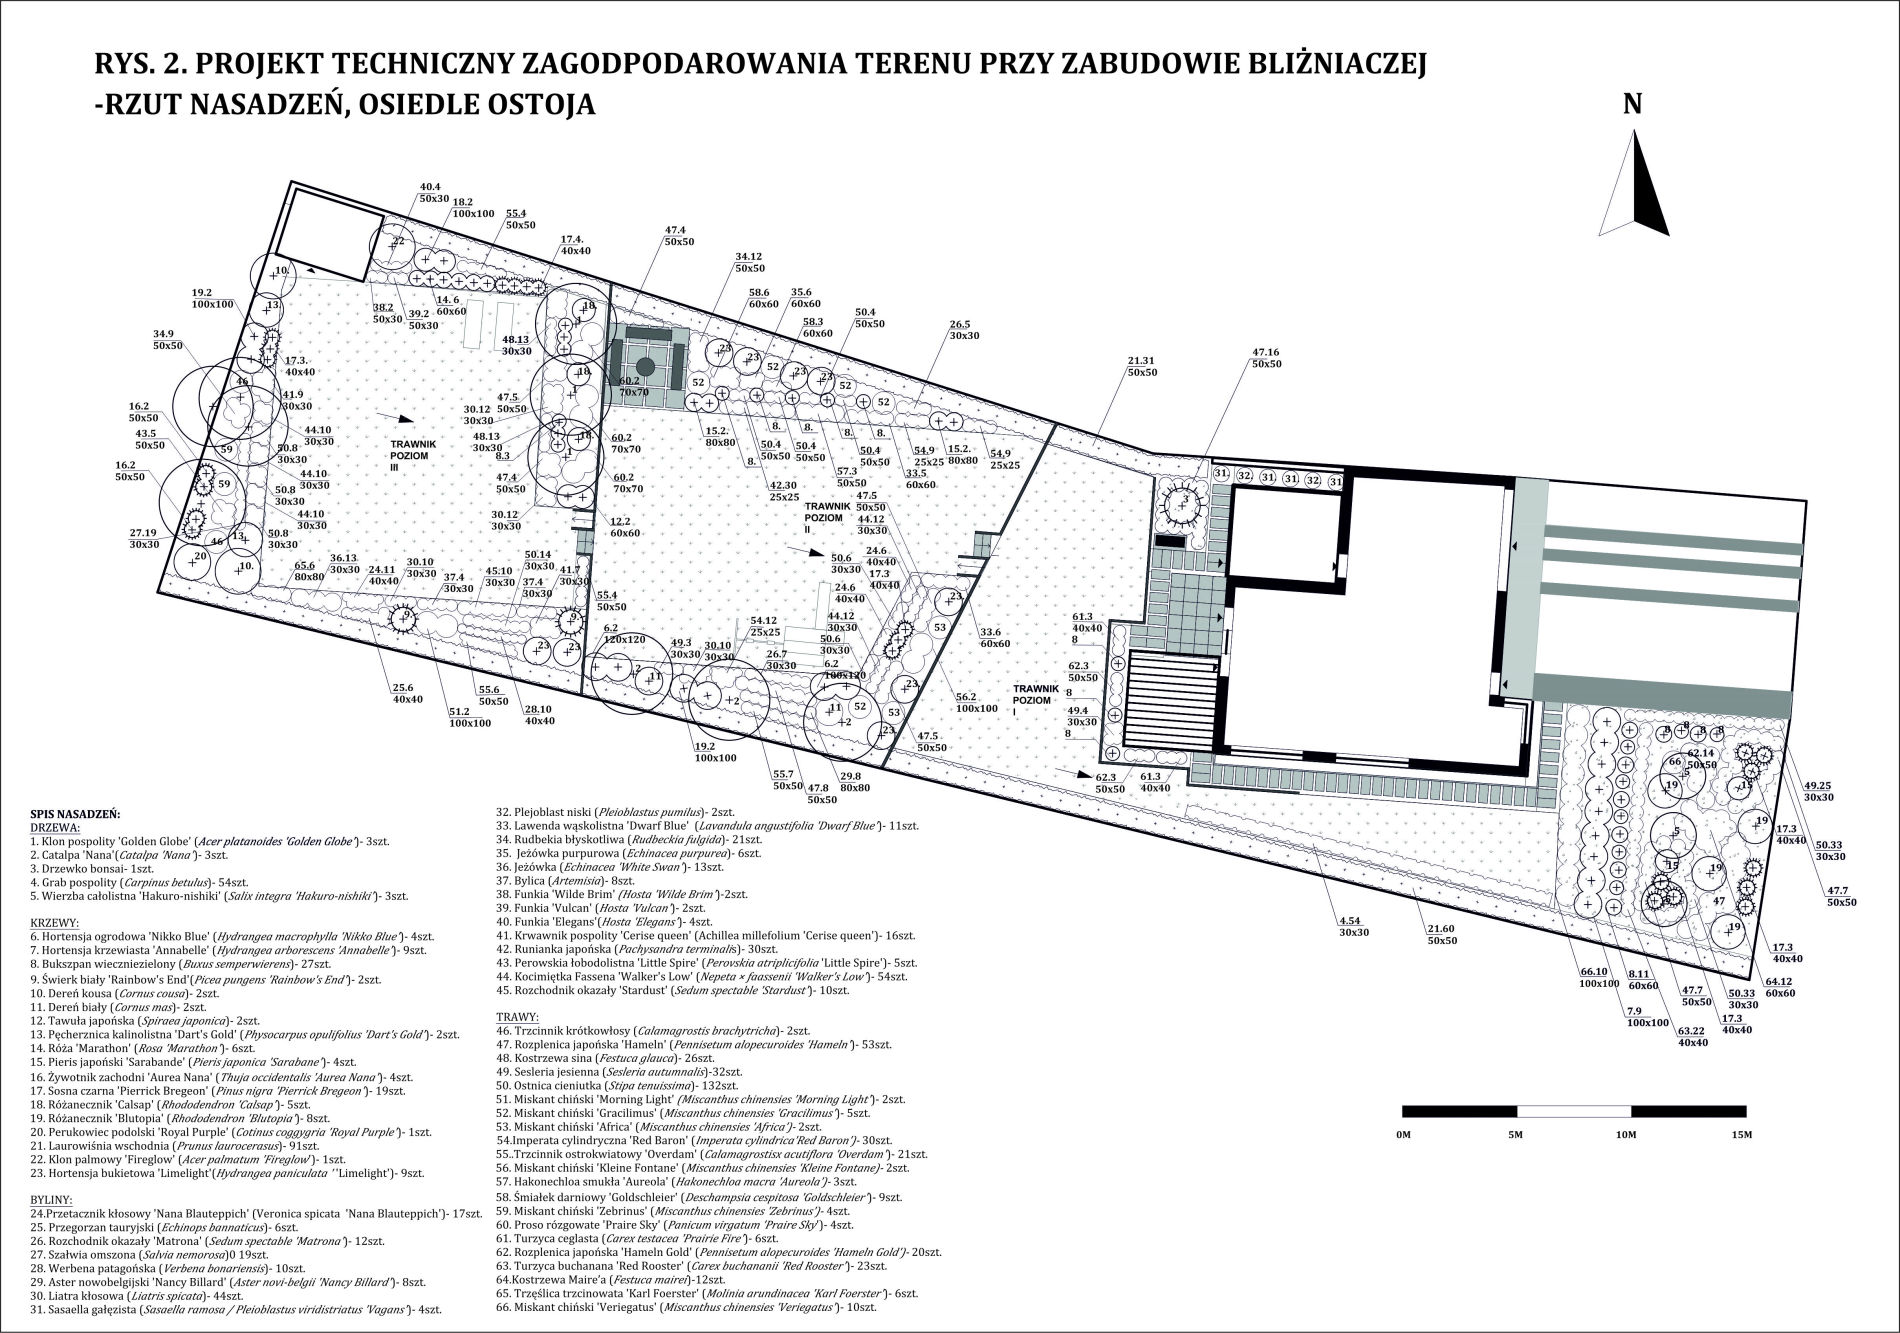 RYS. 2. PROJEKT TECHNICZNY ZAGODPODAROWANIA TERENU PRZY ZABUDOWIE BLIŻNIACZEJ
-RZUT NASADZEŃ, OSIEDLE OSTOJA
N
40.4
50x30
18.2
100x100
55.4
50x50
17.4.
40x40
47.4
50x50
34.12
50x50
58.6
60x60
35.6
60x60
58.3
60x60
50.4
50x50
26.5
30x30
21.31
50x50
47.16
50x50
19.2
100x100
38.2
50x30
39.2
50x30
14. 6
60x60
34.9
50x50
17.3.
40x40
48.13
30x30
60.2
70x70
16.2
50x50
43.5
50x50
16.2
50x50
27.19
30x30
41.9
30x30
44.10
30x30
50.8
30x30
44.10
30x30
50.8
30x30
44.10
30x30
50.8
30x30
TRAWNIK
POZIOM
III
47.5
50x50
30.12
30x30
48.13
30x30
8.3
47.4
50x50
30.12
30x30
60.2
70x70
60.2
70x70
12.2
60x60
15.2.
80x80
50.4
50x50
50.4
50x50
57.3
50x50
50.4
50x50
54.9
25x25
33.5
60x60
15.2.
80x80
54,9
25x25
42.30
25x25
TRAWNIK
POZIOM
II
47.5
50x50
44.12
30x30
50.6
30x30
24.6
40x40
17.3
40x40
24.6
40x40
44.12
30x30
50.6
30x30
6.2
100x120
65.6
80x80
36.13
30x30
24.11
40x40
30.10
30x30
37.4
30x30
45.10
30x30
50.14
30x30
37.4
30x30
41.7
30x30
55.4
50x50
6.2
120x120
49.3
30x30
30.10
30x30
54.12
25x25
26.7
30x30
25.6
40x40
51.2
100x100
55.6
50x50
28.10
40x40
19.2
100x100
55.7
50x50
47.8
50x50
29.8
80x80
47.5
50x50
56.2
100x100
33.6
60x60
TRAWNIK
POZIOM
I
61.3
40x40
8
62.3
50x50
8
49.4
30x30
8
62.3
50x50
61.3
40x40
31. 32. 31. 31. 32. 31
62.14
50x50
49.25
30x30
17.3
40x40
50.33
30x30
47.7
50x50
17.3
40x40
64.12
60x60
4.54
30x30
21.60
50x50
66.10
100x100
8.11
60x60
7.9
100x100
47.7
50x50
63.22
40x40
50.33
30x30
17.3
40x40
0M 5M 10M 15M
SPIS NASADZEŃ:
DRZEWA:
1. Klon pospolity 'Golden Globe' (Acer platanoides 'Golden Globe')- 3szt.
2. Catalpa 'Nana'(Catalpa 'Nana')- 3szt.
3. Drzewko bonsai- 1szt.
4. Grab pospolity (Carpinus betulus)- 54szt.
5. Wierzba całolistna 'Hakuro-nishiki' (Salix integra 'Hakuro-nishiki')- 3szt.
KRZEWY:
6. Hortensja ogrodowa 'Nikko Blue' (Hydrangea macrophylla 'Nikko Blue')- 4szt.
7. Hortensja krzewiasta 'Annabelle' (Hydrangea arborescens 'Annabelle')- 9szt.
8. Bukszpan wieczniezielony (Buxus semperwierens)- 27szt.
9. Świerk biały 'Rainbow's End'(Picea pungens 'Rainbow's End')- 2szt.
10. Dereń kousa (Cornus cousa)- 2szt.
11. Dereń biały (Cornus mas)- 2szt.
12. Tawuła japońska (Spiraea japonica)- 2szt.
13. Pęcherznica kalinolistna 'Dart's Gold' (Physocarpus opulifolius 'Dart's Gold')- 2szt.
14. Róża 'Marathon' (Rosa 'Marathon')- 6szt.
15. Pieris japoński 'Sarabande' (Pieris japonica 'Sarabane')- 4szt.
16. Żywotnik zachodni 'Aurea Nana' (Thuja occidentalis 'Aurea Nana')- 4szt.
17. Sosna czarna 'Pierrick Bregeon' (Pinus nigra 'Pierrick Bregeon')- 19szt.
18. Różanecznik 'Calsap' (Rhododendron 'Calsap')- 5szt.
19. Różanecznik 'Blutopia' (Rhododendron 'Blutopia')- 8szt.
20. Perukowiec podolski 'Royal Purple' (Cotinus coggygria 'Royal Purple')- 1szt.
21. Laurowiśnia wschodnia (Prunus laurocerasus)- 91szt.
22. Klon palmowy 'Fireglow' (Acer palmatum 'Fireglow')- 1szt.
23. Hortensja bukietowa 'Limelight'(Hydrangea paniculata ''Limelight')- 9szt.
BYLINY:
24.Przetacznik kłosowy 'Nana Blauteppich' (Veronica spicata 'Nana Blauteppich')- 17szt.
25. Przegorzan tauryjski (Echinops bannaticus)- 6szt.
26. Rozchodnik okazały 'Matrona' (Sedum spectable 'Matrona')- 12szt.
27. Szałwia omszona (Salvia nemorosa)0 19szt.
28. Werbena patagońska (Verbena bonariensis)- 10szt.
29. Aster nowobelgijski 'Nancy Billard' (Aster novi-belgii 'Nancy Billard')- 8szt.
30. Liatra kłosowa (Liatris spicata)- 44szt.
31. Sasaella gałęzista (Sasaella ramosa / Pleioblastus viridistriatus 'Vagans')- 4szt.
32. Plejoblast niski (Pleioblastus pumilus)- 2szt.
33. Lawenda wąskolistna 'Dwarf Blue' (Lavandula angustifolia 'Dwarf Blue')- 11szt.
34. Rudbekia błyskotliwa (Rudbeckia fulgida)- 21szt.
35. Jeżówka purpurowa (Echinacea purpurea)- 6szt.
36. Jeżówka (Echinacea 'White Swan')- 13szt.
37. Bylica (Artemisia)- 8szt.
38. Funkia 'Wilde Brim' (Hosta 'Wilde Brim')-2szt.
39. Funkia 'Vulcan' (Hosta 'Vulcan')- 2szt.
40. Funkia 'Elegans'(Hosta 'Elegans')- 4szt.
41. Krwawnik pospolity 'Cerise queen' (Achillea millefolium 'Cerise queen')- 16szt.
42. Runianka japońska (Pachysandra terminalis)- 30szt.
43. Perowskia łobodolistna 'Little Spire' (Perovskia atriplicifolia 'Little Spire')- 5szt.
44. Kocimiętka Fassena 'Walker's Low' (Nepeta × faassenii 'Walker's Low')- 54szt.
45. Rozchodnik okazały 'Stardust' (Sedum spectable 'Stardust')- 10szt.
TRAWY:
46. Trzcinnik krótkowłosy (Calamagrostis brachytricha)- 2szt.
47. Rozplenica japońska 'Hameln' (Pennisetum alopecuroides 'Hameln')- 53szt.
48. Kostrzewa sina (Festuca glauca)- 26szt.
49. Sesleria jesienna (Sesleria autumnalis)-32szt.
50. Ostnica cieniutka (Stipa tenuissima)- 132szt.
51. Miskant chiński 'Morning Light' (Miscanthus chinensies 'Morning Light')- 2szt.
52. Miskant chiński 'Gracilimus' (Miscanthus chinensies 'Gracilimus')- 5szt.
53. Miskant chiński 'Africa' (Miscanthus chinensies 'Africa')- 2szt.
54.Imperata cylindryczna 'Red Baron' (Imperata cylindrica'Red Baron')- 30szt.
55..Trzcinnik ostrokwiatowy 'Overdam' (Calamagrostisx acutiflora 'Overdam')- 21szt.
56. Miskant chiński 'Kleine Fontane' (Miscanthus chinensies 'Kleine Fontane)- 2szt.
57. Hakonechloa smukła 'Aureola' (Hakonechloa macra 'Aureola')- 3szt.
58. Śmiałek darniowy 'Goldschleier' (Deschampsia cespitosa 'Goldschleier')- 9szt.
59. Miskant chiński 'Zebrinus' (Miscanthus chinensies 'Zebrinus')- 4szt.
60. Proso rózgowate 'Praire Sky' (Panicum virgatum 'Praire Sky')- 4szt.
61. Turzyca ceglasta (Carex testacea 'Prairie Fire')- 6szt.
62. Rozplenica japońska 'Hameln Gold' (Pennisetum alopecuroides 'Hameln Gold')- 20szt.
63. Turzyca buchanana 'Red Rooster' (Carex buchananii 'Red Rooster')- 23szt.
64.Kostrzewa Maire'a (Festuca mairei)-12szt.
65. Trzęślica trzcinowata 'Karl Foerster' (Molinia arundinacea 'Karl Foerster')- 6szt.
66. Miskant chiński 'Veriegatus' (Miscanthus chinensies 'Veriegatus')- 10szt.